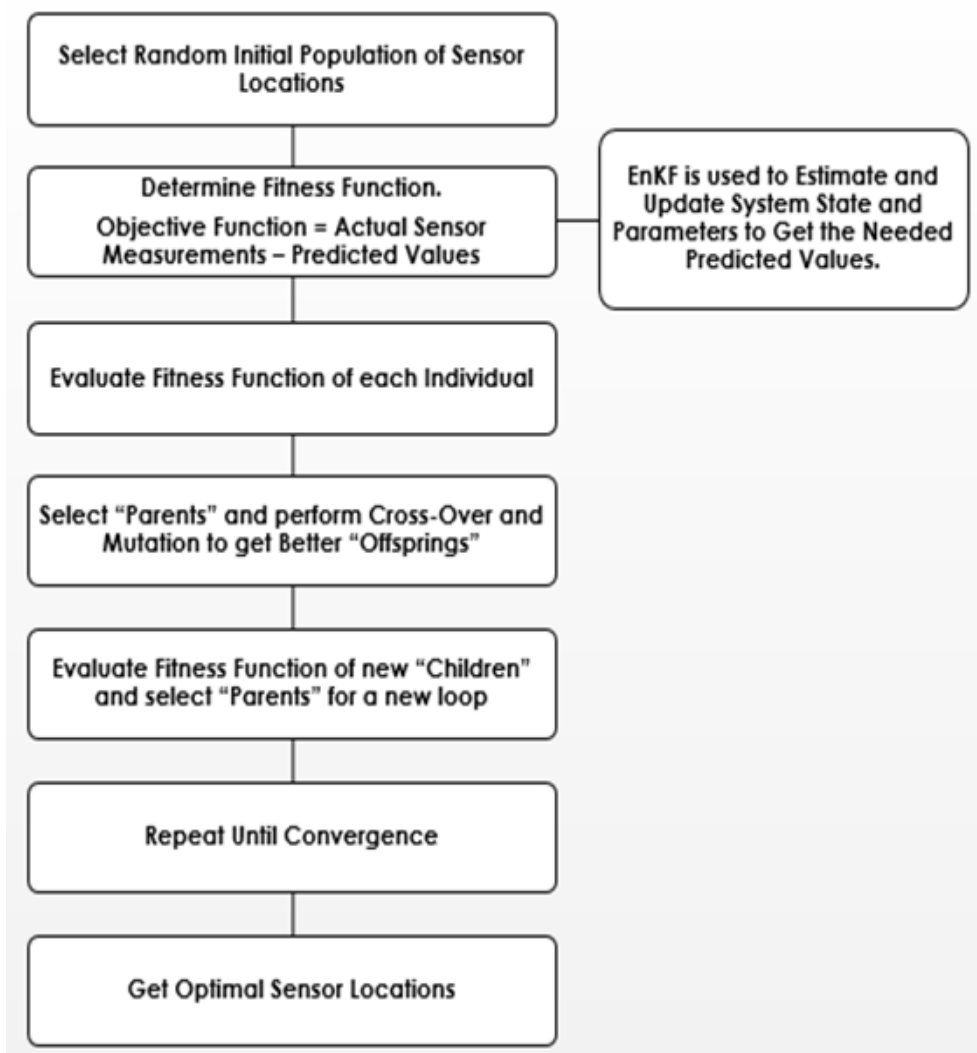 Select Random Initial Population of Sensor
Locations
Determine Fitness Function.
Objective Function = Actual Sensor
Measurements – Predicted Values
EnKF is used to Estimate and
Update System State and
Parameters to Get the Needed
Predicted Values.
Evaluate Fitness Function of each Individual
Select “Parents” and perform Cross-Over and
Mutation to get Better “Offsprings”
Evaluate Fitness Function of new “Children”
and select “Parents” for a new loop
Repeat Until Convergence
Get Optimal Sensor Locations